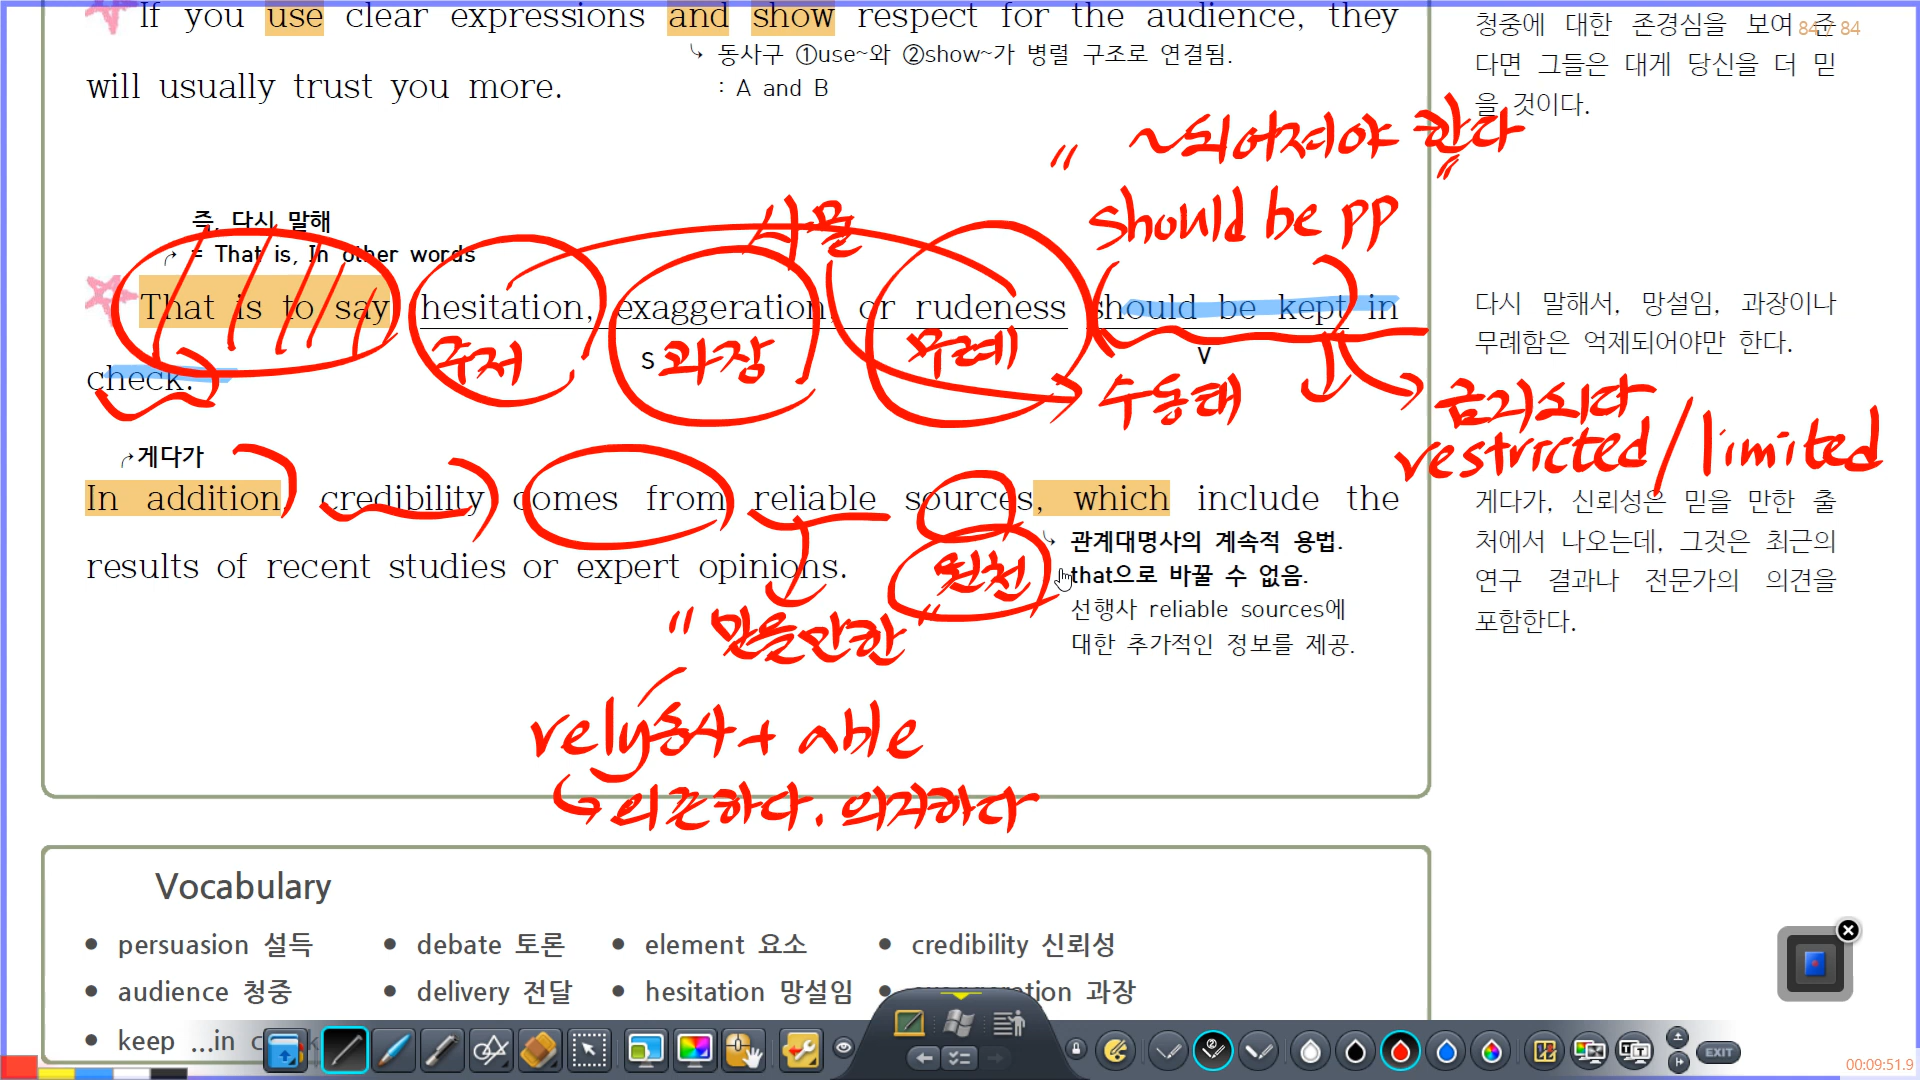 If you use clear expressions and show respect for the audience, they
동사구 ①use~와 ②show~가 병렬 구조로 연결됨.
will usually trust you more.
: A and B
청중에 대한 존경심을 보여 준
84 / 84
다면 그들은 대게 당신을 더 믿
을 것이다.
" ~되어져야 한다 "
should be pp
사물
즉, 다시 말해
= That is, In other words
That is to say, hesitation, exaggeration, or rudeness should be kept in
주저
S
과장
무례
V
수동태
check.
다시 말해서, 망설임, 과장이나
무례함은 억제되어야만 한다.
금지되다
restricted / limited
게다가
In addition, credibility comes from reliable sources, which include the
관계대명사의 계속적 용법.
results of recent studies or expert opinions.
원천
that으로 바꿀 수 없음.
선행사 reliable sources에
대한 추가적인 정보를 제공.
게다가, 신뢰성은 믿을 만한 출
처에서 나오는데, 그것은 최근의
연구 결과나 전문가의 의견을
포함한다.
" 믿을만한 "
rely동사 + able
의존하다. 의지하다
Vocabulary
• persuasion 설득
• debate 토론
• element 요소
• credibility 신뢰성
• audience 청중
• delivery 전달
• hesitation 망설임
• 과장
• keep ...in
EXIT
00:09:51.9